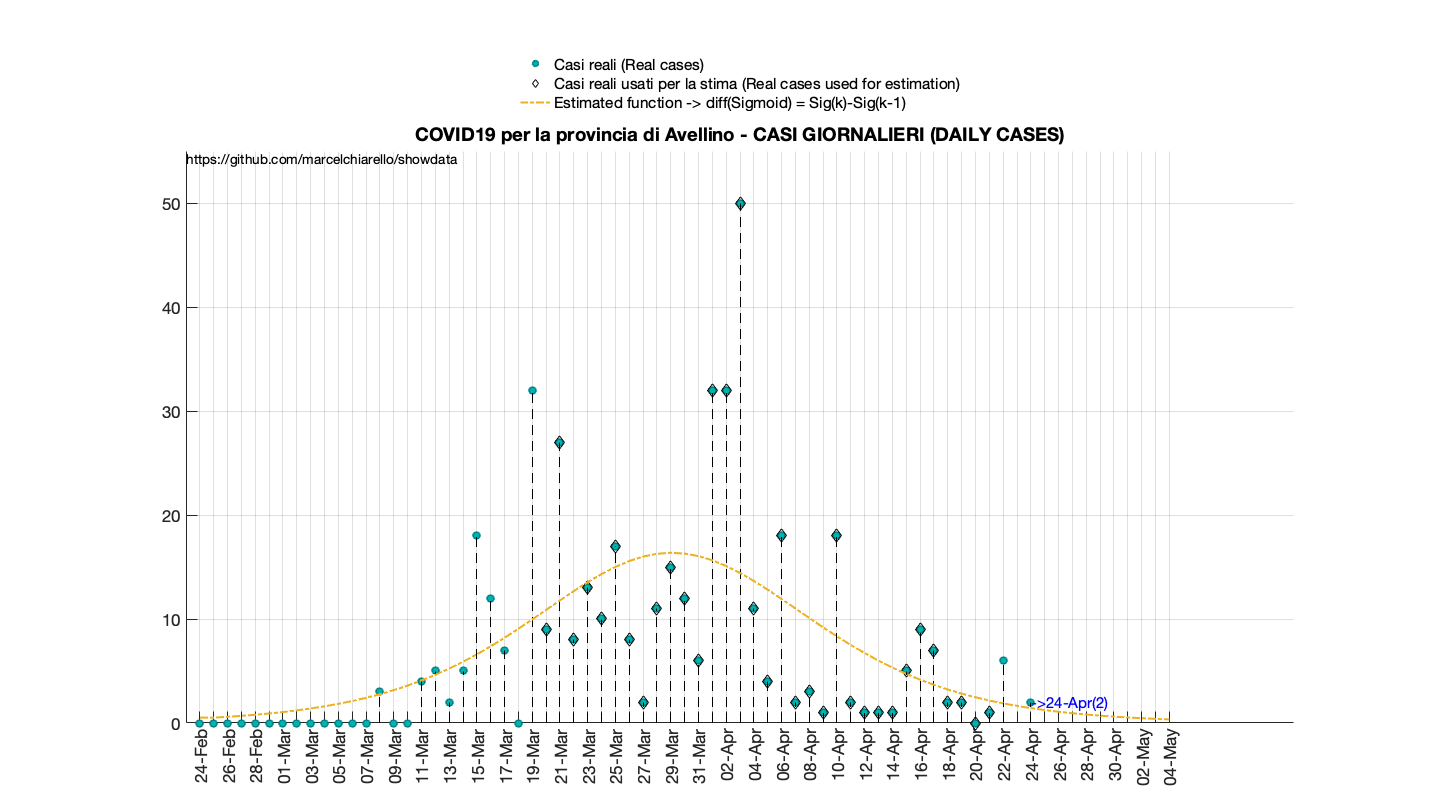 Casi reali (Real cases)
Casi reali usati per la stima (Real cases used for estimation)
Estimated function -> diff(Sigmoid) = Sig(k)-Sig(k-1)
COVID19 per la provincia di Avellino - CASI GIORNALIERI (DAILY CASES)
https://github.com/marcelchiarello/showdata
50
40
30
20
10
0
->24-Apr(2)
24-Feb
26-Feb
28-Feb
01-Mar
03-Mar
05-Mar
07-Mar
09-Mar
11-Mar
13-Mar
15-Mar
17-Mar
19-Mar
21-Mar
23-Mar
25-Mar
27-Mar
29-Mar
31-Mar
02-Apr
04-Apr
06-Apr
08-Apr
10-Apr
12-Apr
14-Apr
16-Apr
18-Apr
20-Apr
22-Apr
24-Apr
26-Apr
28-Apr
30-Apr
02-May
04-May